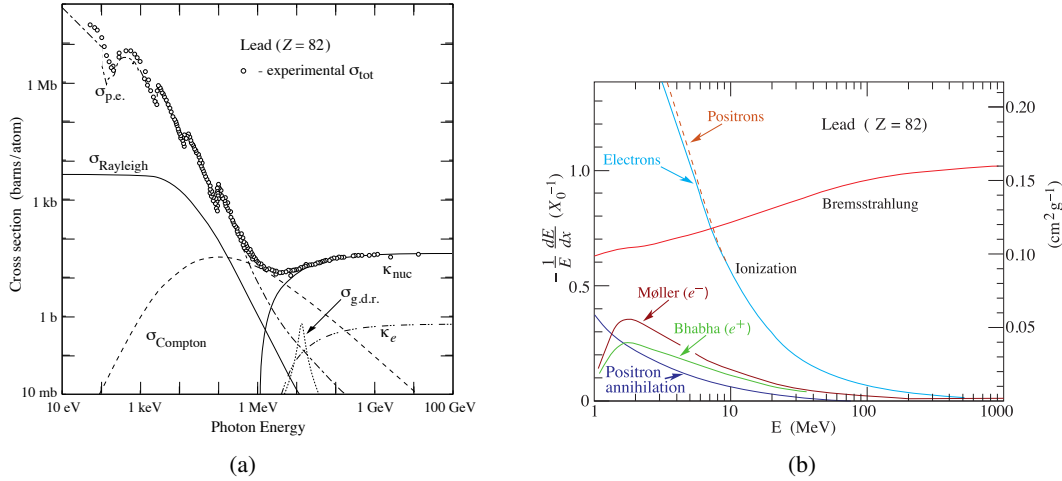 Lead (Z = 82)
- experimental σtot
σp.e.
σRayleigh
σCompton
σg.d.r.
κnuc
κe
Cross section (barns/atom)
1 Mb
1 kb
1 b
10 mb
10 eV 1 keV 1 MeV 1 GeV 100 GeV
Photon Energy
(a)
Lead ( Z = 82)
Positrons
Electrons
Bremsstrahlung
Ionization
Møller (e−)
Bhabha (e+)
Positron
annihilation
− 1/E dE/dx (X0−1)
1.0
0.5
0
0.20
0.15
0.10
0.05
(cm2 g−1)
1 10 100 1000
E (MeV)
(b)